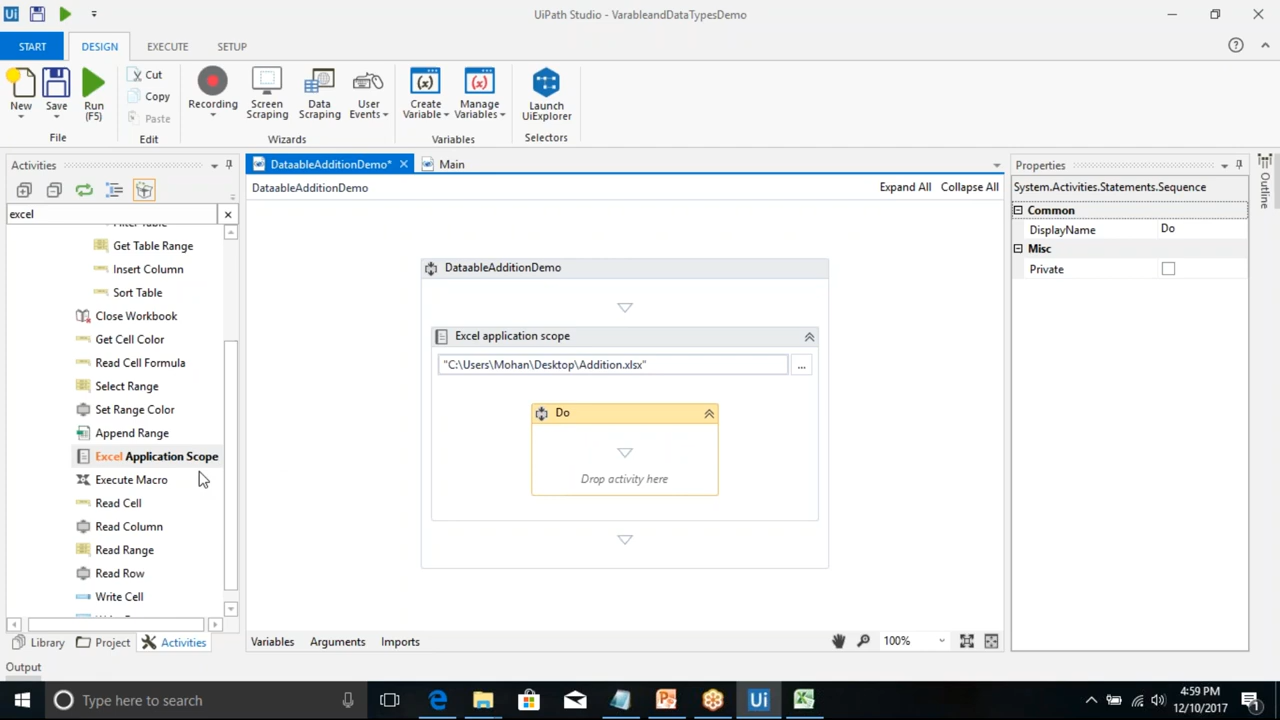 Ui
UiPath Studio - VarableandDataTypesDemo
START DESIGN EXECUTE SETUP
New Save Run (F5)
Cut
Copy
Paste
Recording Screen Scraping Data Scraping User Events
Create Variable Manage Variables
Launch UiExplorer
File Edit Wizards Variables Selectors
Activities
DataableAdditionDemo* Main
Properties
Outline
DataableAdditionDemo
Expand All Collapse All
System.Activities.Statements.Sequence
excel
Common
DisplayName Do
Misc
Private
Filter Table
Get Table Range
Insert Column
Sort Table
Close Workbook
Get Cell Color
Read Cell Formula
Select Range
Set Range Color
Append Range
Excel Application Scope
Execute Macro
Read Cell
Read Column
Read Range
Read Row
Write Cell
DataableAdditionDemo
Excel application scope
"C:\Users\Mohan\Desktop\Addition.xlsx"
...
Do
Drop activity here
Library Project Activities
Variables Arguments Imports
100%
Output
Type here to search
Ui
4:59 PM
12/10/2017
1